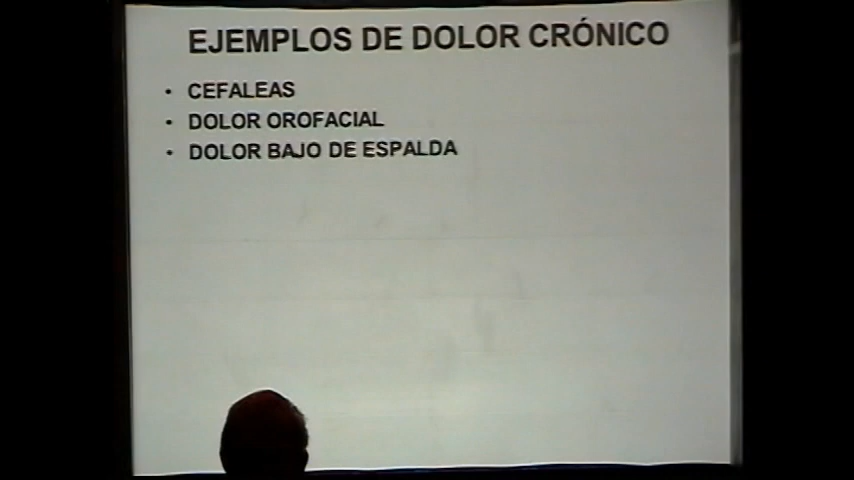 EJEMPLOS DE DOLOR CRÓNICO
• CEFALEAS
• DOLOR OROFACIAL
• DOLOR BAJO DE ESPALDA